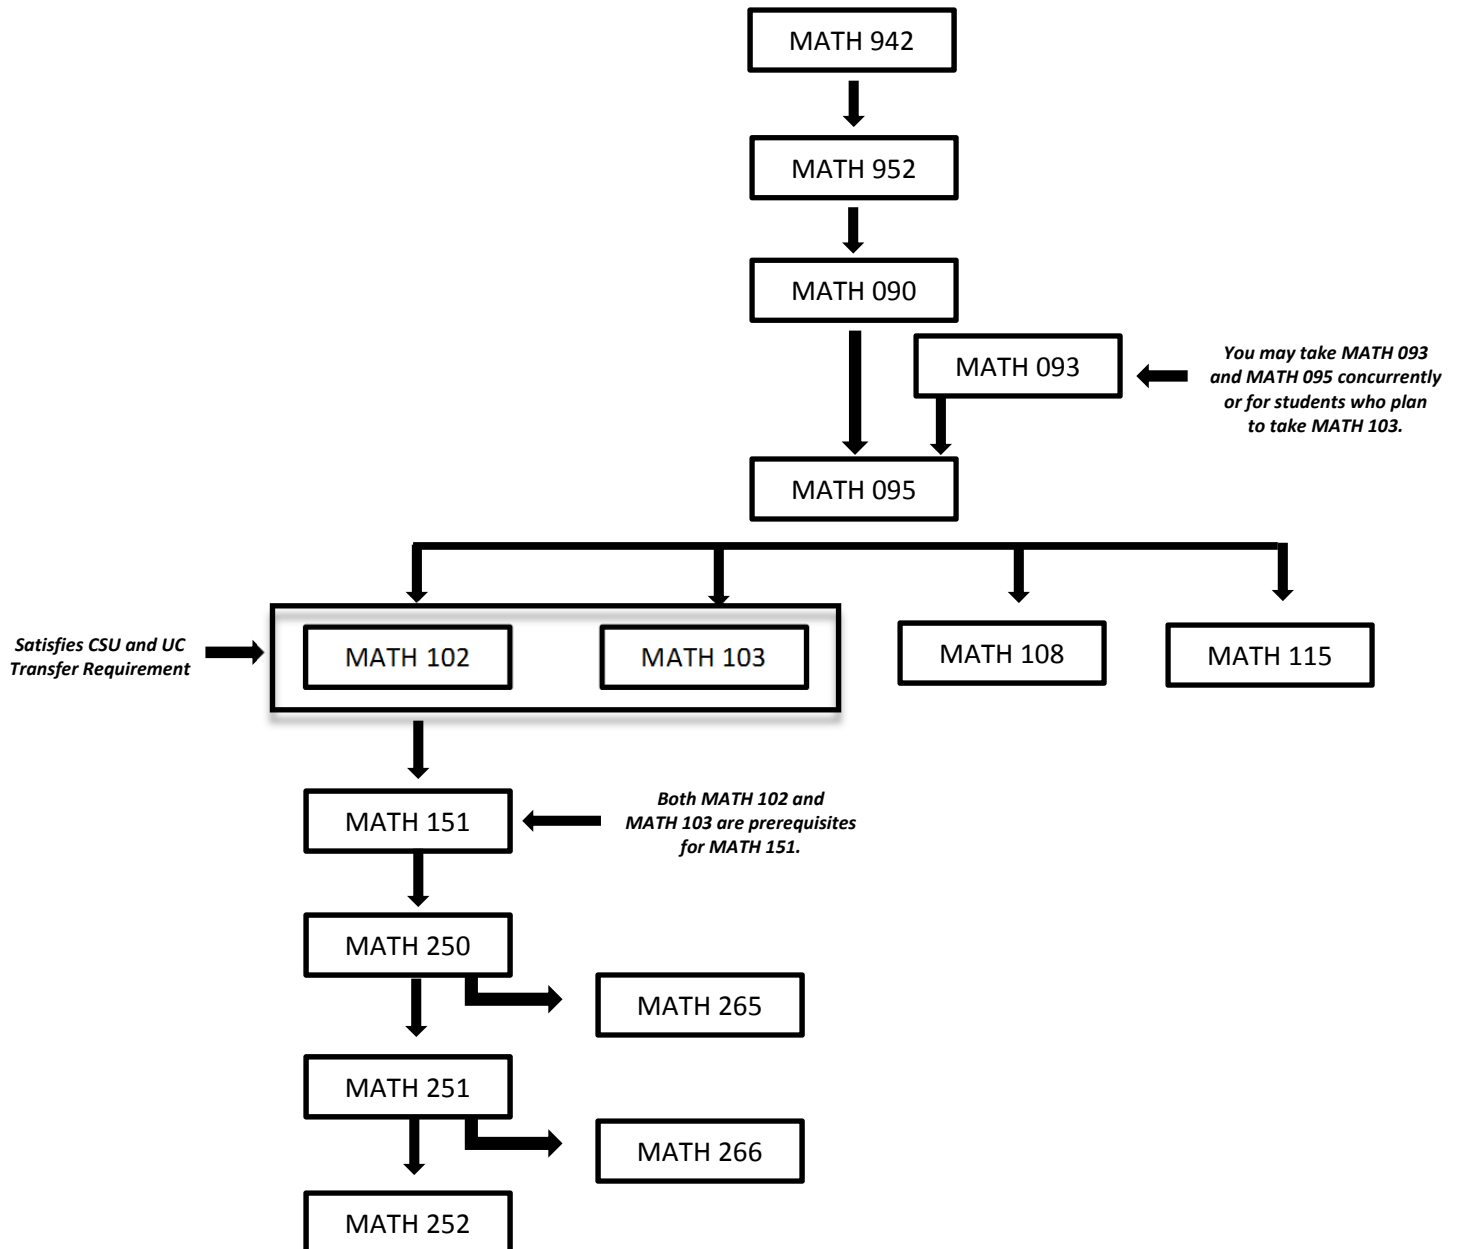 MATH 942
MATH 952
MATH 090
MATH 093
You may take MATH 093
and MATH 095 concurrently
or for students who plan
to take MATH 103.
MATH 095
Satisfies CSU and UC
Transfer Requirement
MATH 102
MATH 103
MATH 108
MATH 115
MATH 151
Both MATH 102 and
MATH 103 are prerequisites
for MATH 151.
MATH 250
MATH 265
MATH 251
MATH 266
MATH 252